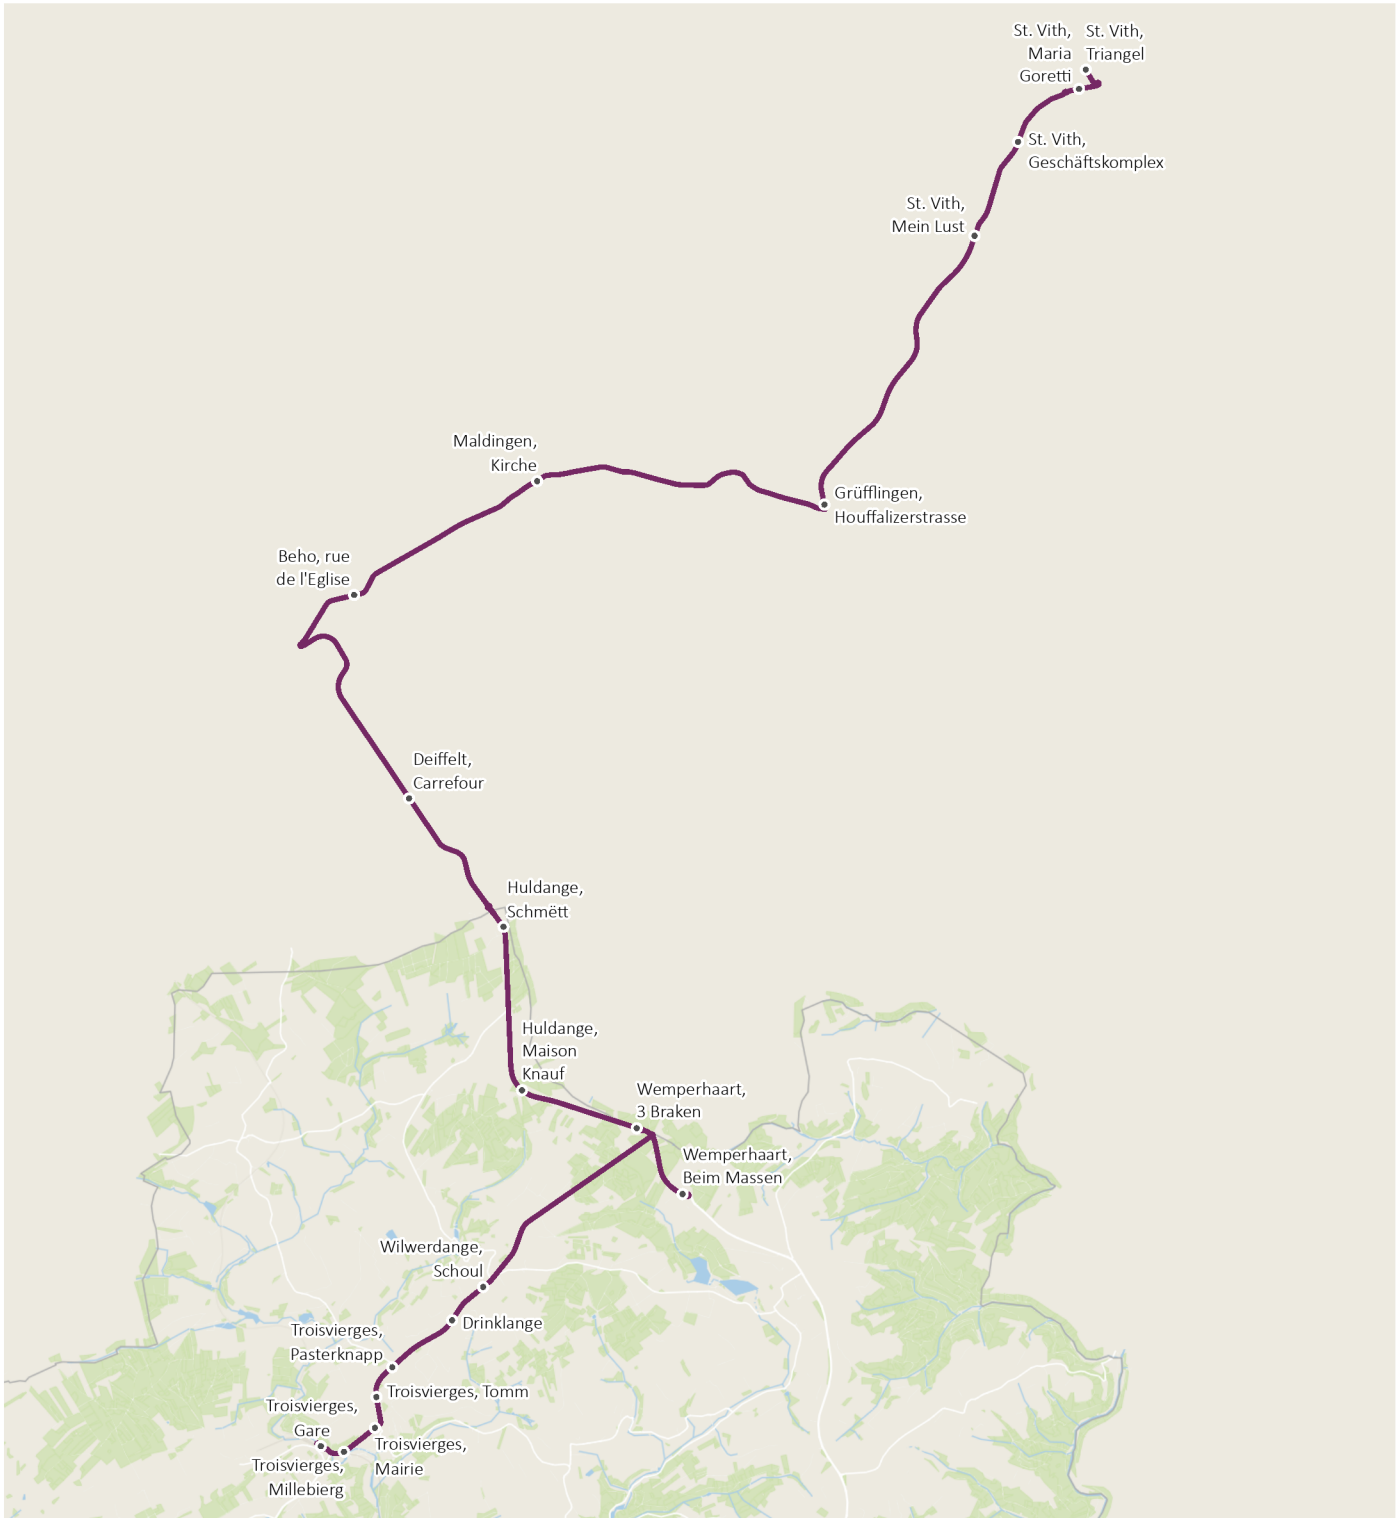 St. Vith,
Maria
Goretti
St. Vith,
Triangel
St. Vith,
Geschäftskomplex
St. Vith,
Mein Lust
Maldingen,
Kirche
Grüfflingen,
Houffalizerstrasse
Beho, rue
de l'Eglise
Deiffelt,
Carrefour
Huldange,
Schmëtt
Huldange,
Maison
Knauf
Wemperhaart,
3 Braken
Wemperhaart,
Beim Massen
Wilwerdange,
Schoul
Drinklange
Troisvierges,
Pasterknapp
Troisvierges, Tomm
Troisvierges,
Gare
Troisvierges,
Mairie
Troisvierges,
Millebierg